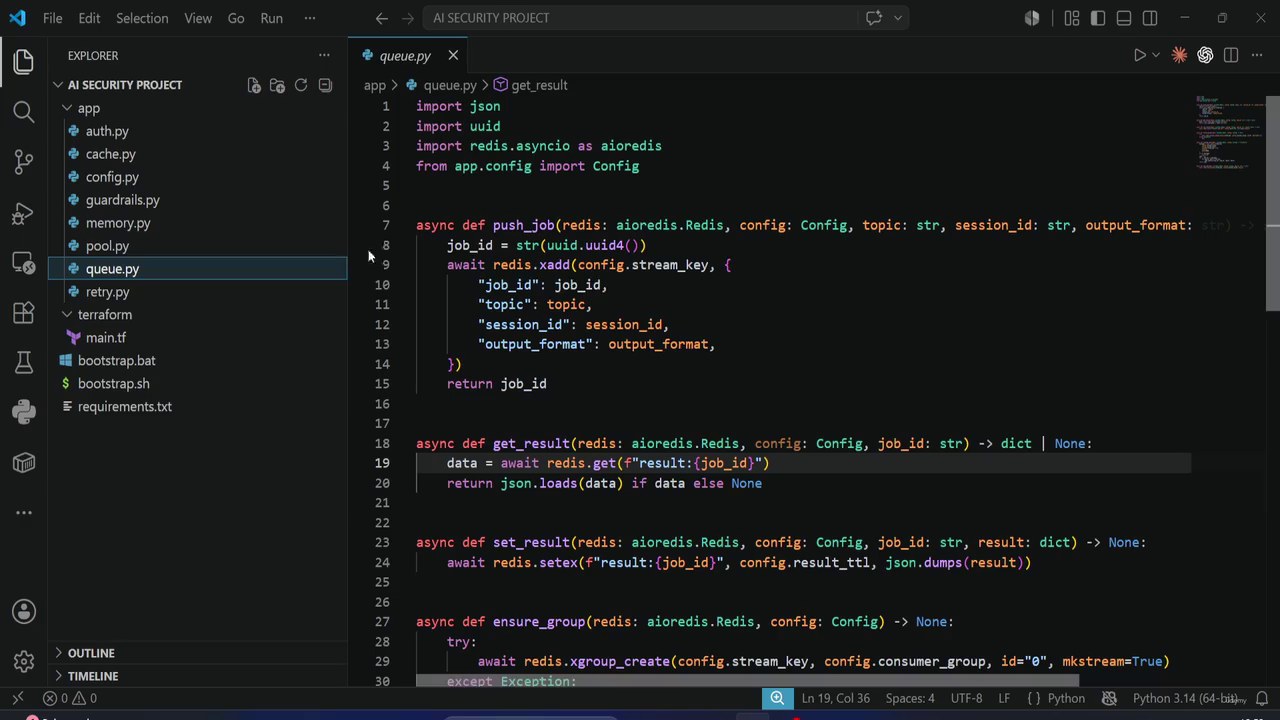 File Edit Selection View Go Run ··· AI SECURITY PROJECT
EXPLORER ···
AI SECURITY PROJECT
app
auth.py
cache.py
config.py
guardrails.py
memory.py
pool.py
queue.py
retry.py
terraform
main.tf
bootstrap.bat
$ bootstrap.sh
requirements.txt
OUTLINE
TIMELINE
queue.py
app > queue.py > get_result
1 import json
2 import uuid
3 import redis.asyncio as aioredis
4 from app.config import Config
5
6
7 async def push_job(redis: aioredis.Redis, config: Config, topic: str, session_id: str, output_format: str) ->
8 job_id = str(uuid.uuid4())
9 await redis.xadd(config.stream_key, {
10 "job_id": job_id,
11 "topic": topic,
12 "session_id": session_id,
13 "output_format": output_format,
14 })
15 return job_id
16
17
18 async def get_result(redis: aioredis.Redis, config: Config, job_id: str) -> dict | None:
19 data = await redis.get(f"result:{job_id}")
20 return json.loads(data) if data else None
21
22
23 async def set_result(redis: aioredis.Redis, config: Config, job_id: str, result: dict) -> None:
24 await redis.setex(f"result:{job_id}", config.result_ttl, json.dumps(result))
25
26
27 async def ensure_group(redis: aioredis.Redis, config: Config) -> None:
28 try:
29 await redis.xgroup_create(config.stream_key, config.consumer_group, id="0", mkstream=True)
30 except Exception:
0 0 Ln 19, Col 36 Spaces: 4 UTF-8 LF { } Python Python 3.14 (64-bit)